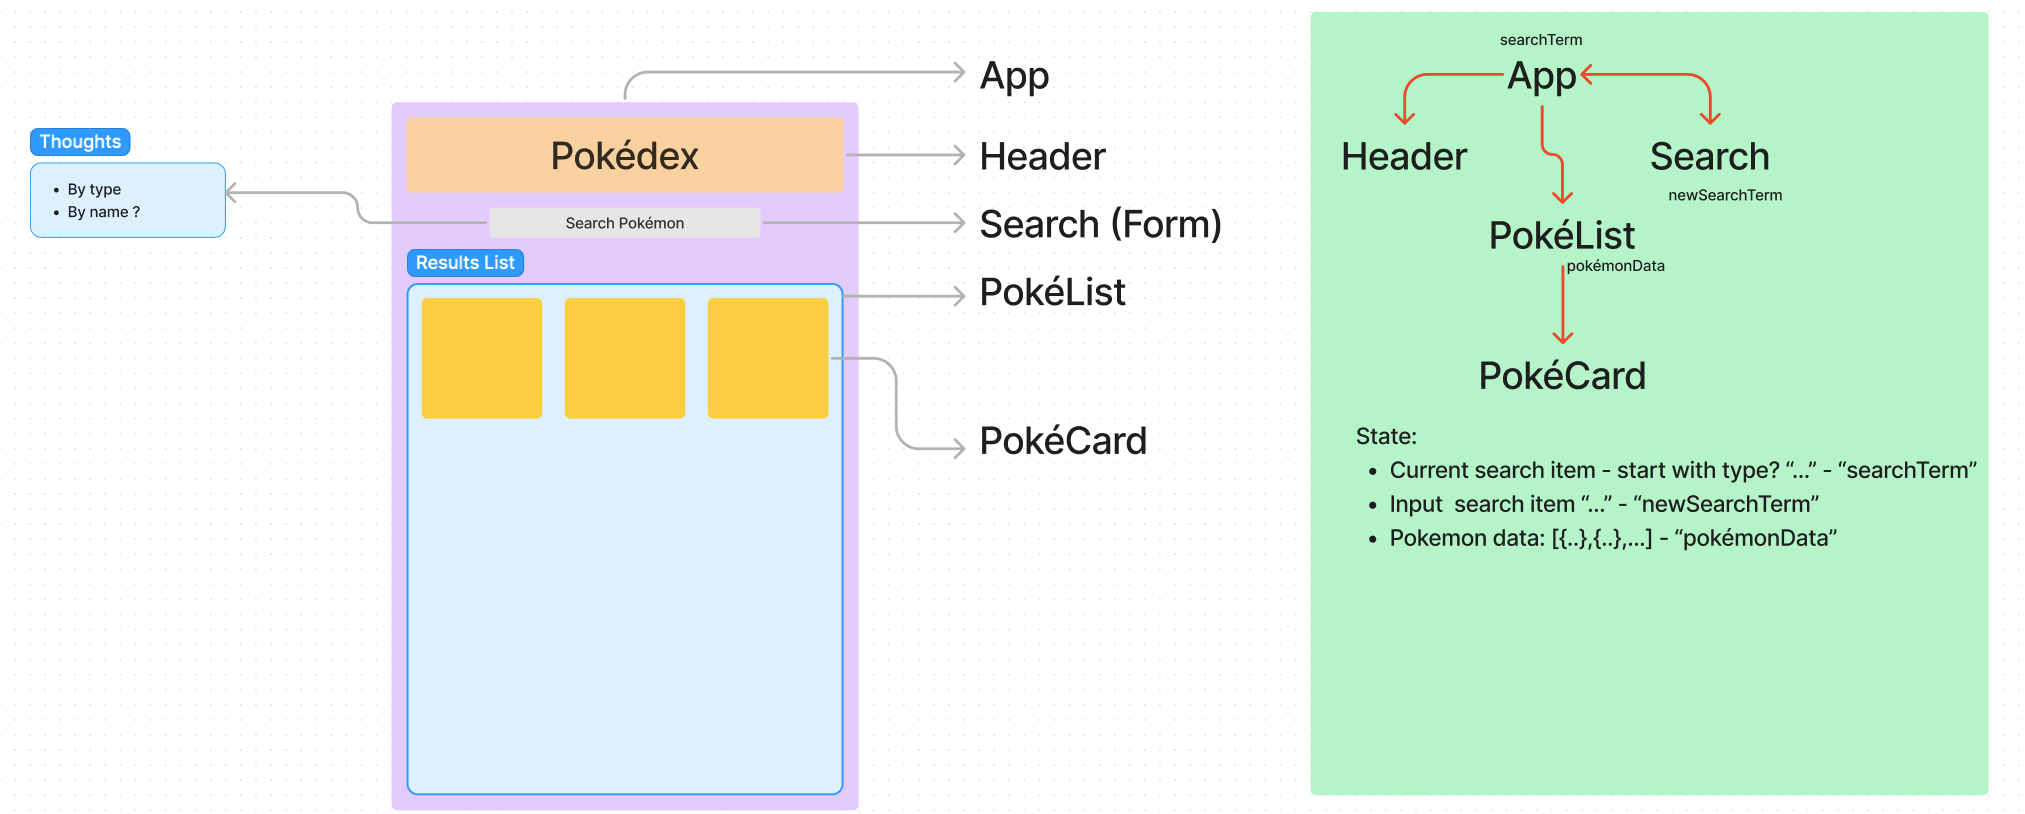 Thoughts
• By type
• By name ?
Pokédex
Search Pokémon
Results List
App
Header
Search (Form)
PokéList
PokéCard
searchTerm
App
Header
Search
newSearchTerm
PokéList
pokémonData
PokéCard
State:
• Current search item - start with type? “...” - “searchTerm”
• Input  search item “...” - “newSearchTerm”
• Pokemon data: [{..},{..},...] - “pokémonData”